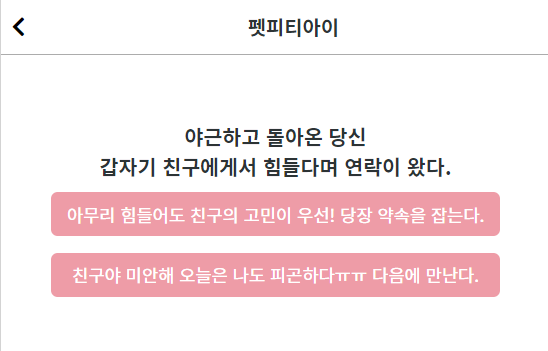 펫피티아이
야근하고 돌아온 당신
갑자기 친구에게서 힘들다며 연락이 왔다.
아무리 힘들어도 친구의 고민이 우선! 당장 약속을 잡는다.
친구야 미안해 오늘은 나도 피곤하다ㅠㅠ 다음에 만난다.